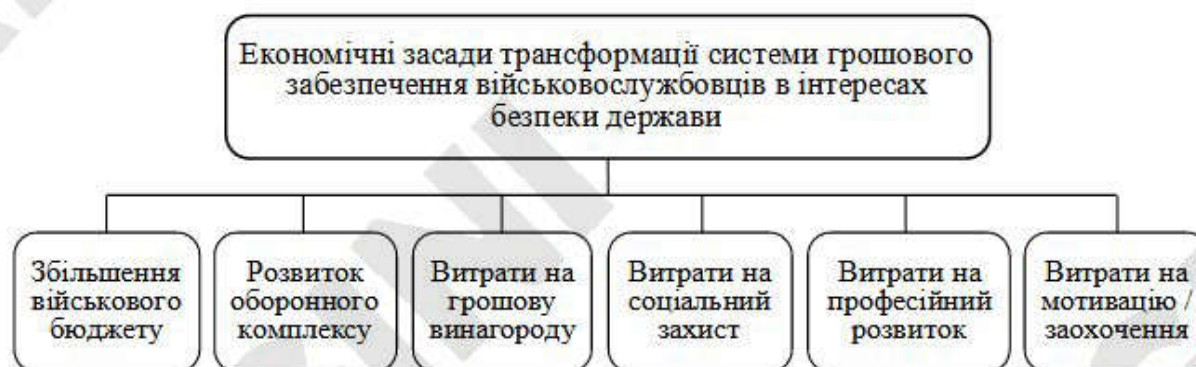 Економічні засади трансформації системи грошового
забезпечення військовослужбовців в інтересах
безпеки держави
Збільшення
військового
бюджету
Розвиток
оборонного
комплексу
Витрати на
грошову
винагороду
Витрати на
соціальний
захист
Витрати на
професійний
розвиток
Витрати на
мотивацію /
заохочення